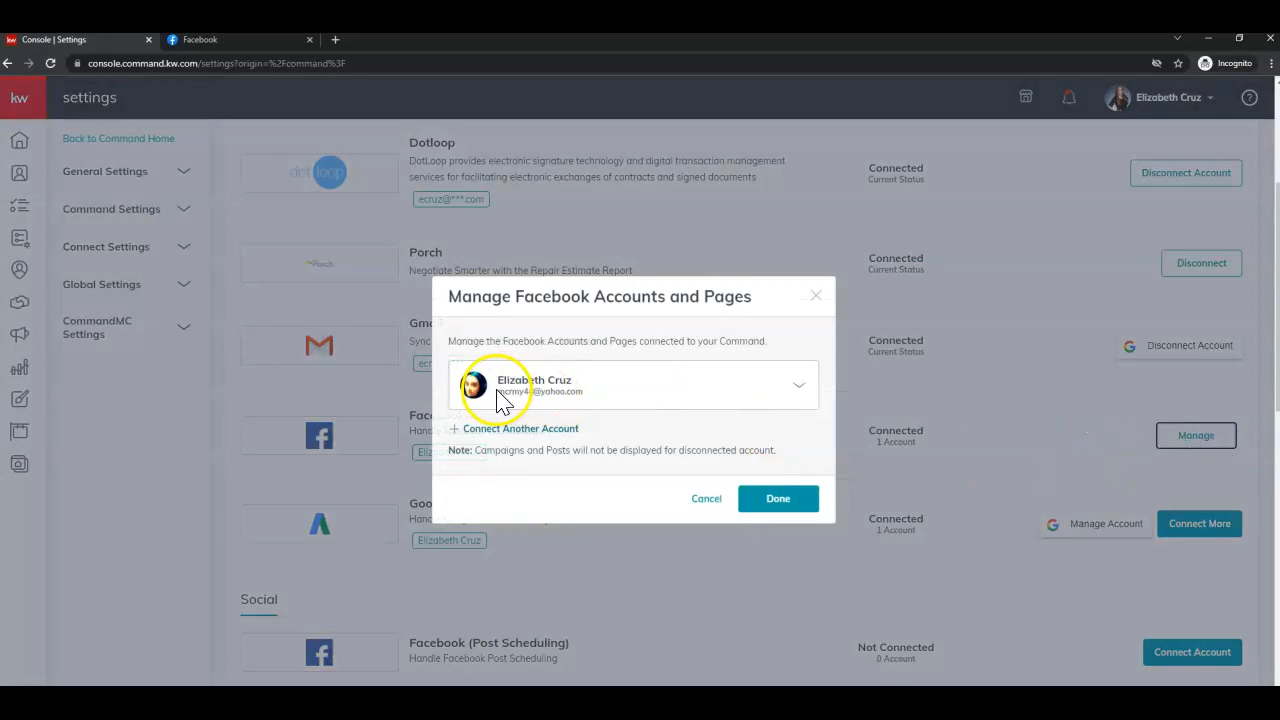 Console | Settings
Facebook
console.command.kw.com/settings?origin=%2Fcommand%3F
Incognito
kw
settings
Elizabeth Cruz
Back to Command Home
General Settings
Command Settings
Connect Settings
Global Settings
CommandMC
Settings
dotloop
Dotloop
DotLoop provides electronic signature technology and digital transaction management
services for facilitating electronic exchanges of contracts and signed documents
ecruz@***.com
Connected
Current Status
Disconnect Account
Porch
Porch
Negotiate Smarter with the Repair Estimate Report
Connected
Current Status
Disconnect
Connected
Current Status
Disconnect Account
Connected
1 Account
Manage
Elizabeth Cruz
Connected
1 Account
Manage Account
Connect More
Manage Facebook Accounts and Pages
Manage the Facebook Accounts and Pages connected to your Command.
Elizabeth Cruz
@yahoo.com
+ Connect Another Account
Note: Campaigns and Posts will not be displayed for disconnected account.
Cancel
Done
Social
Facebook (Post Scheduling)
Handle Facebook Post Scheduling
Not Connected
0 Account
Connect Account